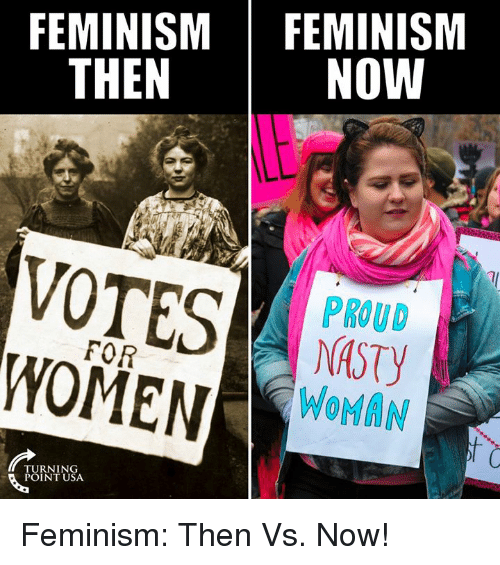 FEMINISM
THEN
FEMINISM
NOW
VOTES
FOR
WOMEN
PROUD
NASTY
WOMAN
TURNING
POINT USA
Feminism: Then Vs. Now!